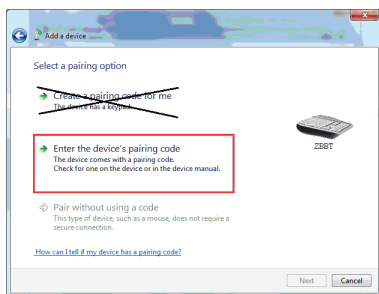 Add a device
Select a pairing option
Create a pairing code for me
The device has a keypad.
Enter the device's pairing code
The device comes with a pairing code.
Check for one on the device or in the device manual.
ZBBT
Pair without using a code
This type of device, such as a mouse, does not require a
secure connection.
How can I tell if my device has a pairing code?
Next Cancel